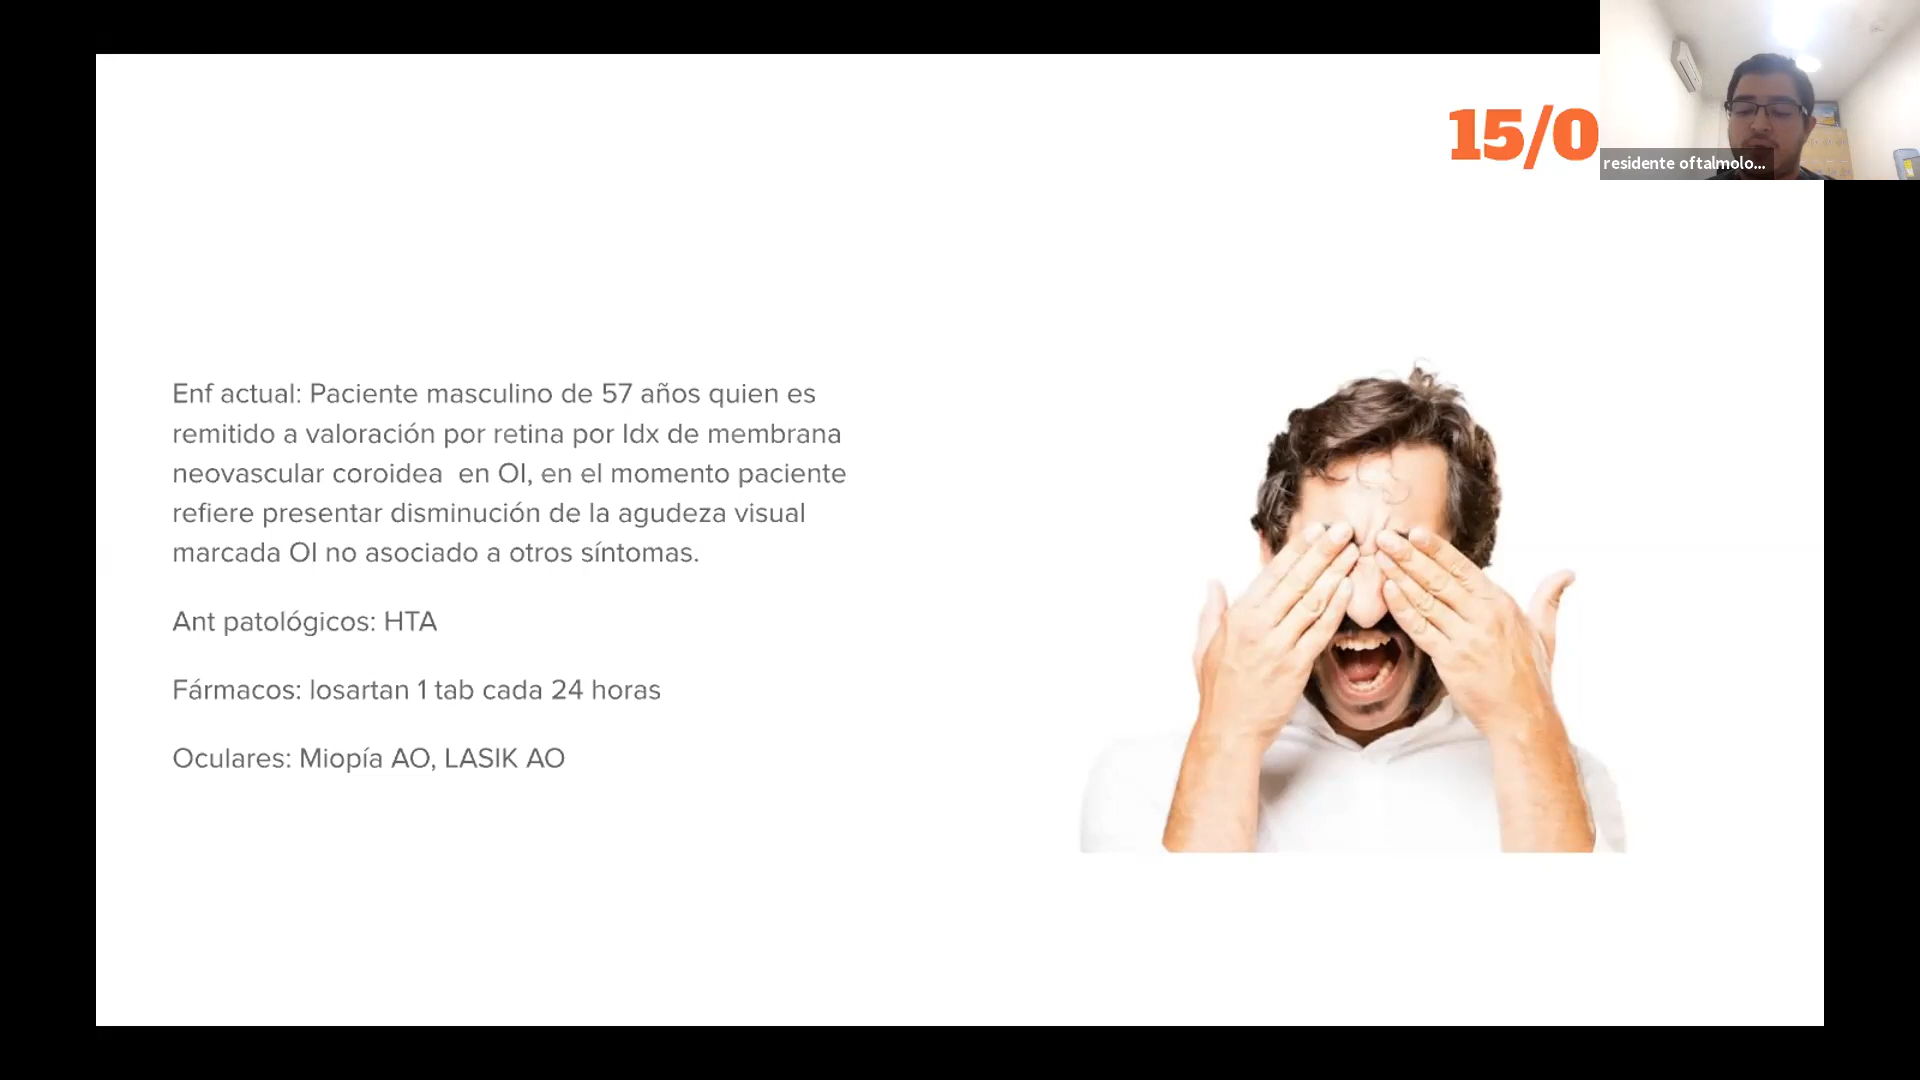 15/0
residente oftalmolo...
Enf actual: Paciente masculino de 57 años quien es
remitido a valoración por retina por Idx de membrana
neovascular coroidea  en OI, en el momento paciente
refiere presentar disminución de la agudeza visual
marcada OI no asociado a otros síntomas.
Ant patológicos: HTA
Fármacos: losartan 1 tab cada 24 horas
Oculares: Miopía AO, LASIK AO